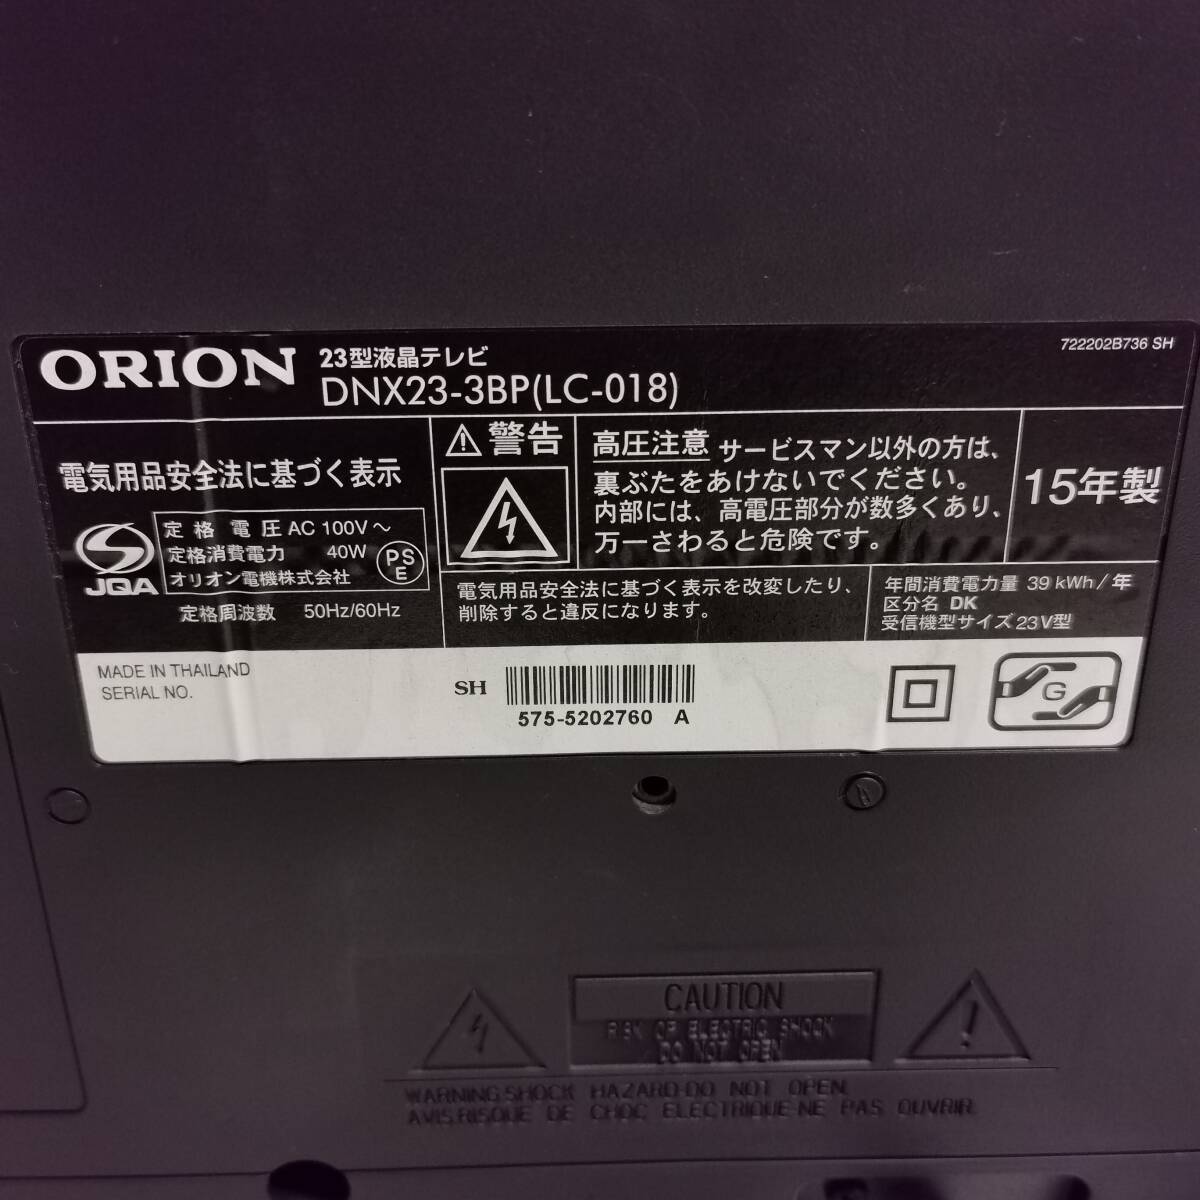 ORION
23型液晶テレビ
DNX23-3BP(LC-018)
722202B736 SH
電気用品安全法に基づく表示
JQA
定格電圧 AC 100V～
定格消費電力 40W
オリオン電機株式会社
PS
E
定格周波数 50Hz/60Hz
警告
高圧注意 サービスマン以外の方は、
裏ぶたをあけないでください。
内部には、高電圧部分が数多くあり、
万一さわると危険です。
15年製
電気用品安全法に基づく表示を改変したり、
削除すると違反になります。
年間消費電力量 39 kWh/年
区分名 DK
受信機型サイズ 23V型
MADE IN THAILAND
SERIAL NO.
SH
575-5202760 A
G
CAUTION
RISK OF ELECTRIC SHOCK
DO NOT OPEN
WARNING:SHOCK HAZARD-DO NOT OPEN.
AVIS:RISQUE DE CHOC ELECTRIQUE-NE PAS OUVRIR.